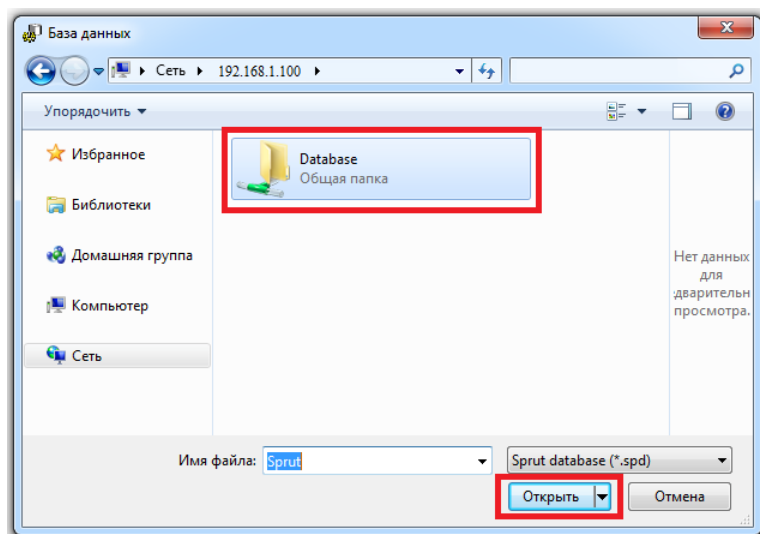 База данных
Сеть 192.168.1.100
Упорядочить
Избранное
Библиотеки
Домашняя группа
Компьютер
Сеть
Database
Общая папка
Нет данных
для
просмотра.
Имя файла: Sprut
Sprut database (*.spd)
Открыть
Отмена